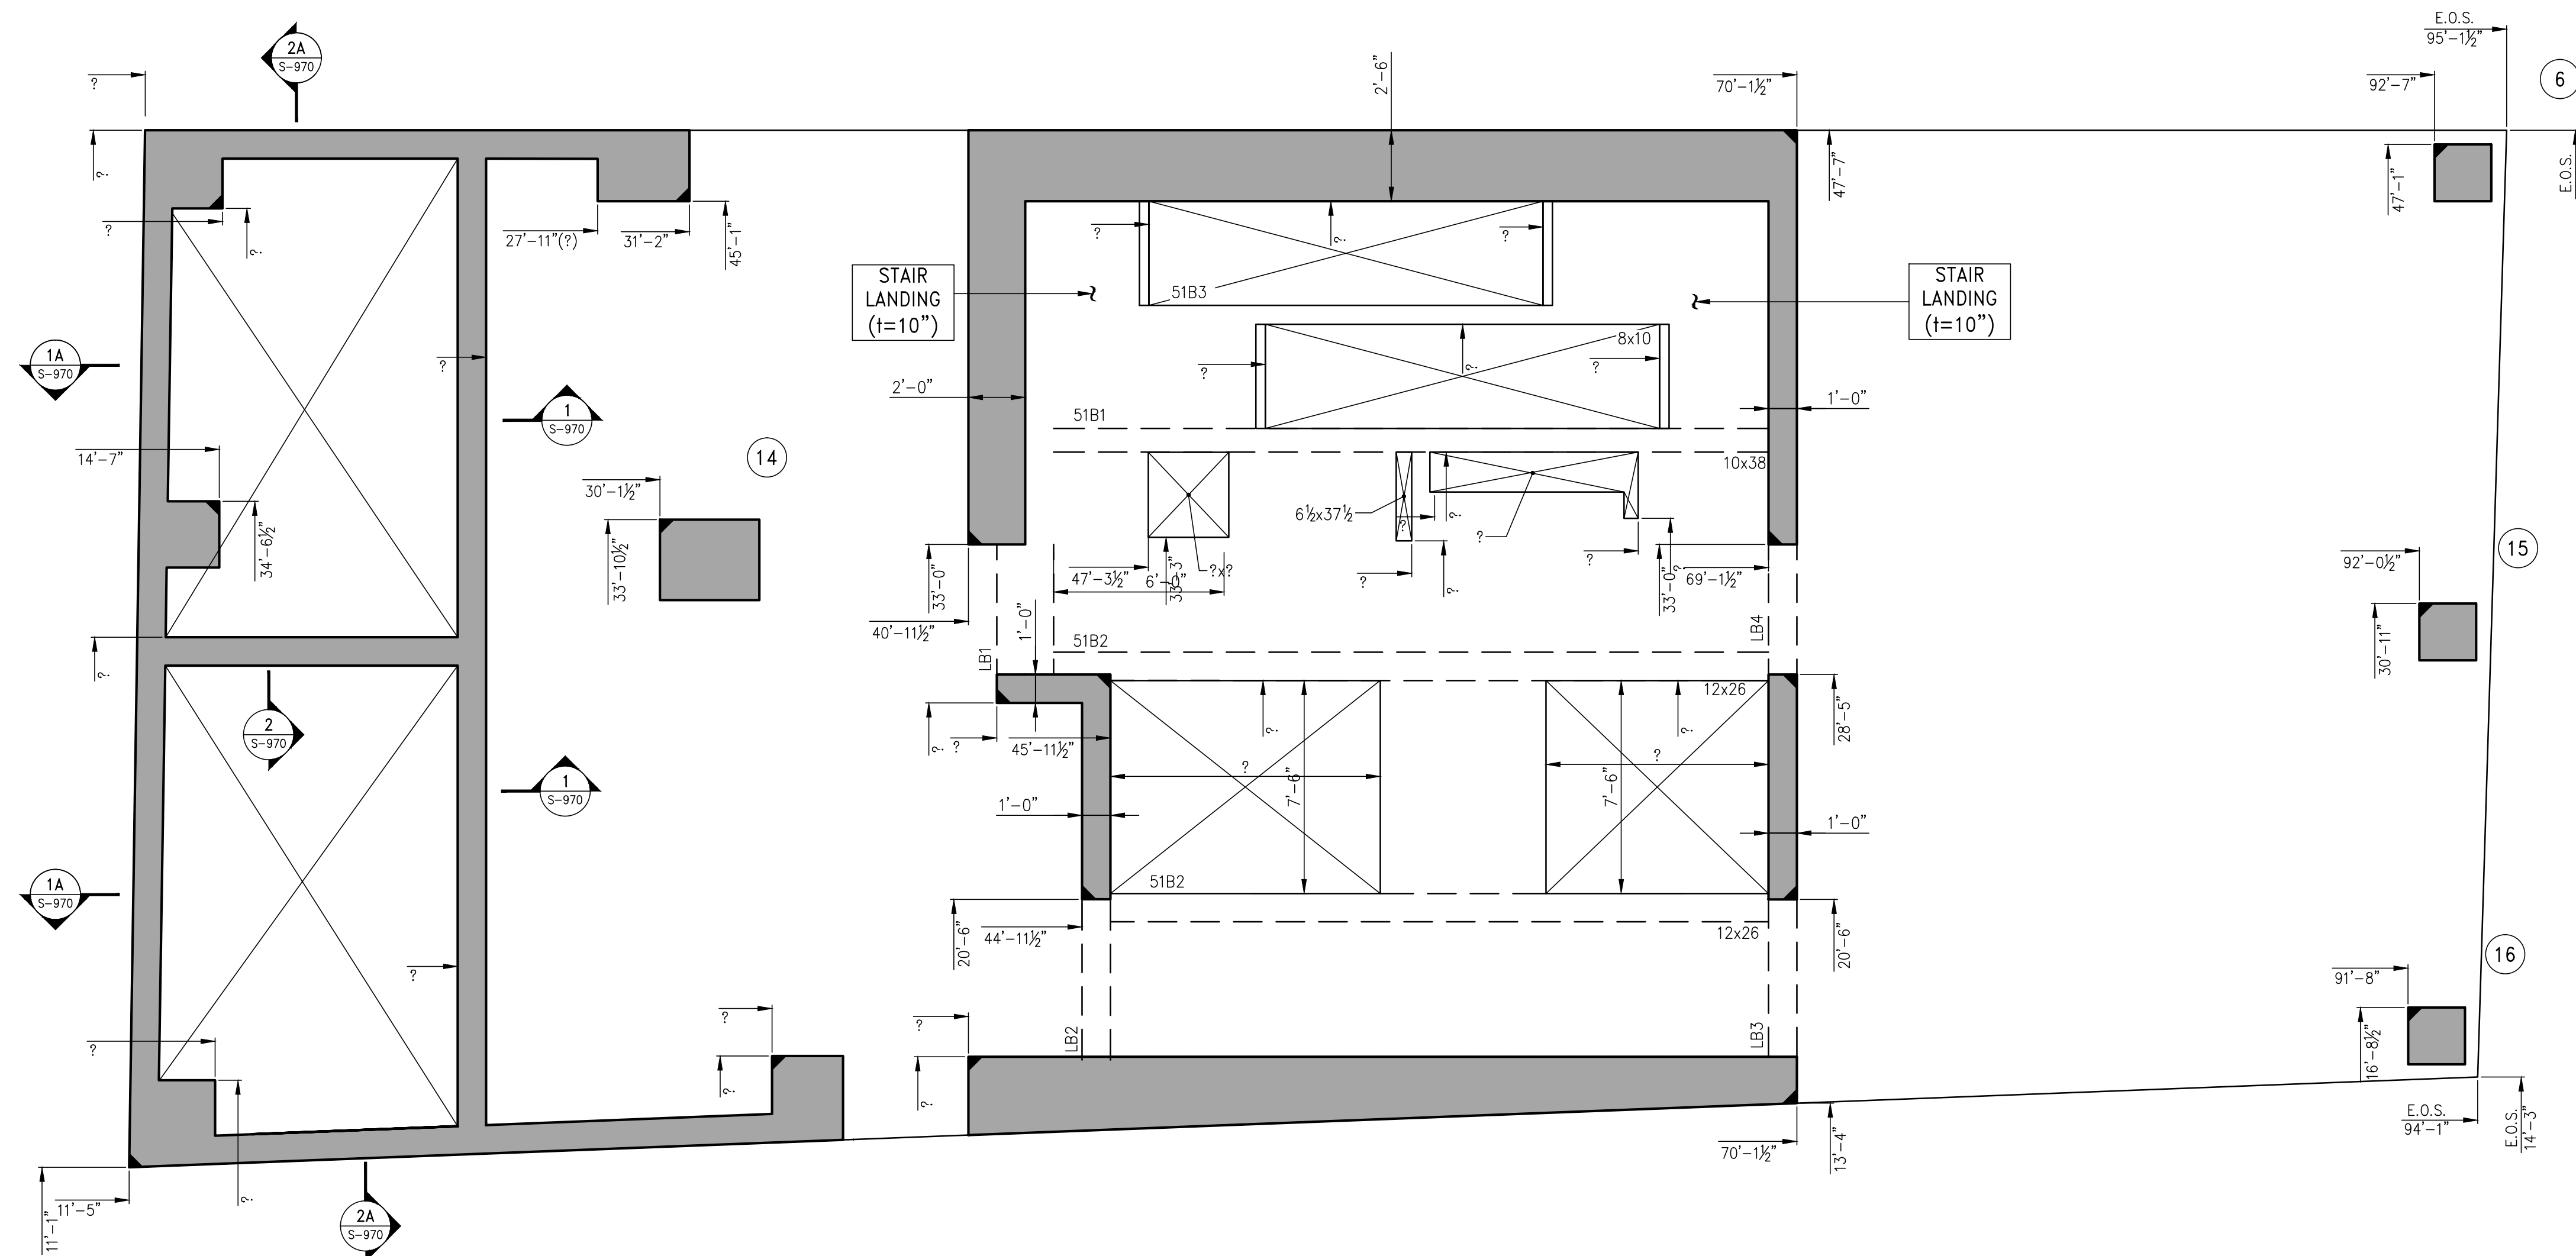 E.O.S.
95'-1½"
2A
S-970
?
2'-6"
70'-1½"
92'-7"
6
?
47'-7"
47'-1"
E.O.S.
?
?
27'-11"(?)
31'-2"
45'-1"
?
?
?
STAIR
LANDING
(t=10")
51B3
STAIR
LANDING
(t=10")
1A
S-970
?
8x10
?
?
?
2'-0"
1'-0"
1
S-970
51B1
14'-7"
14
10x38
30'-1½"
6½x37½
?
?
?
34'-6½"
33'-10½"
33'-0"
47'-3½"
6'-0"
33'-3"
?x?
?
?
?
33'-0"
?
69'-1½"
92'-0½"
15
40'-11½"
1'-0"
LB1
51B2
LB4
30'-11"
?
12x26
2
S-970
?
?
45'-11½"
?
?
28'-5"
1
S-970
?
7'-6"
?
7'-6"
1'-0"
1'-0"
1A
S-970
51B2
20'-6"
44'-11½"
12x26
20'-6"
16
?
91'-8"
?
?
?
LB2
LB3
16'-8½"
?
?
?
E.O.S.
94'-1"
E.O.S.
14'-3"
70'-1½"
13'-4"
11'-5"
11'-1"
2A
S-970